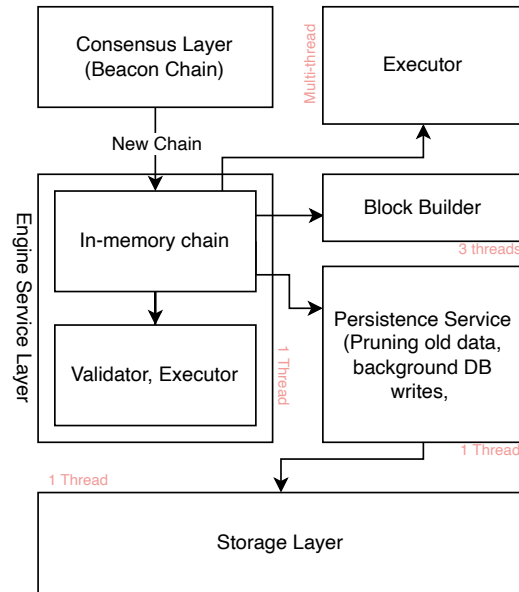 Consensus Layer
(Beacon Chain)
Multi-thread
Executor
New Chain
Engine Service Layer
In-memory chain
Block Builder
3 threads
Validator, Executor
1 Thread
Persistence Service
(Pruning old data,
background DB
writes,
1 Thread
1 Thread
Storage Layer